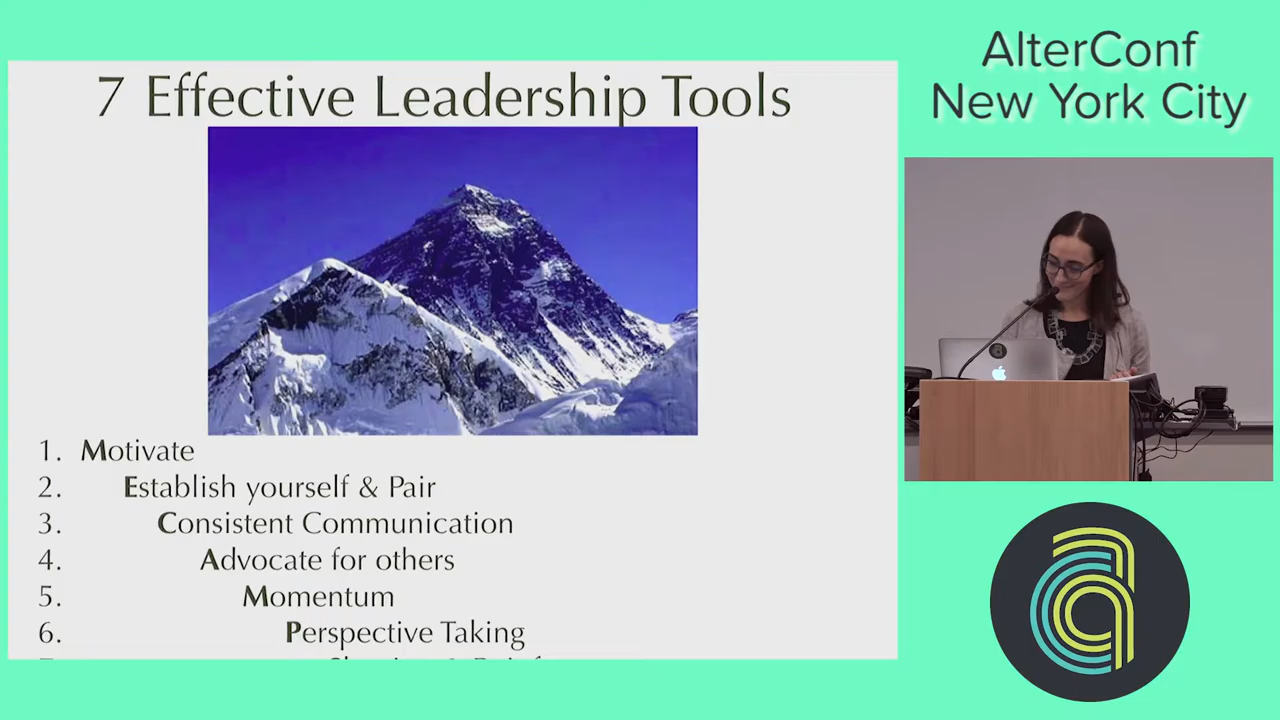 7 Effective Leadership Tools
1. Motivate
2. Establish yourself & Pair
3. Consistent Communication
4. Advocate for others
5. Momentum
6. Perspective Taking
AlterConf
New York City